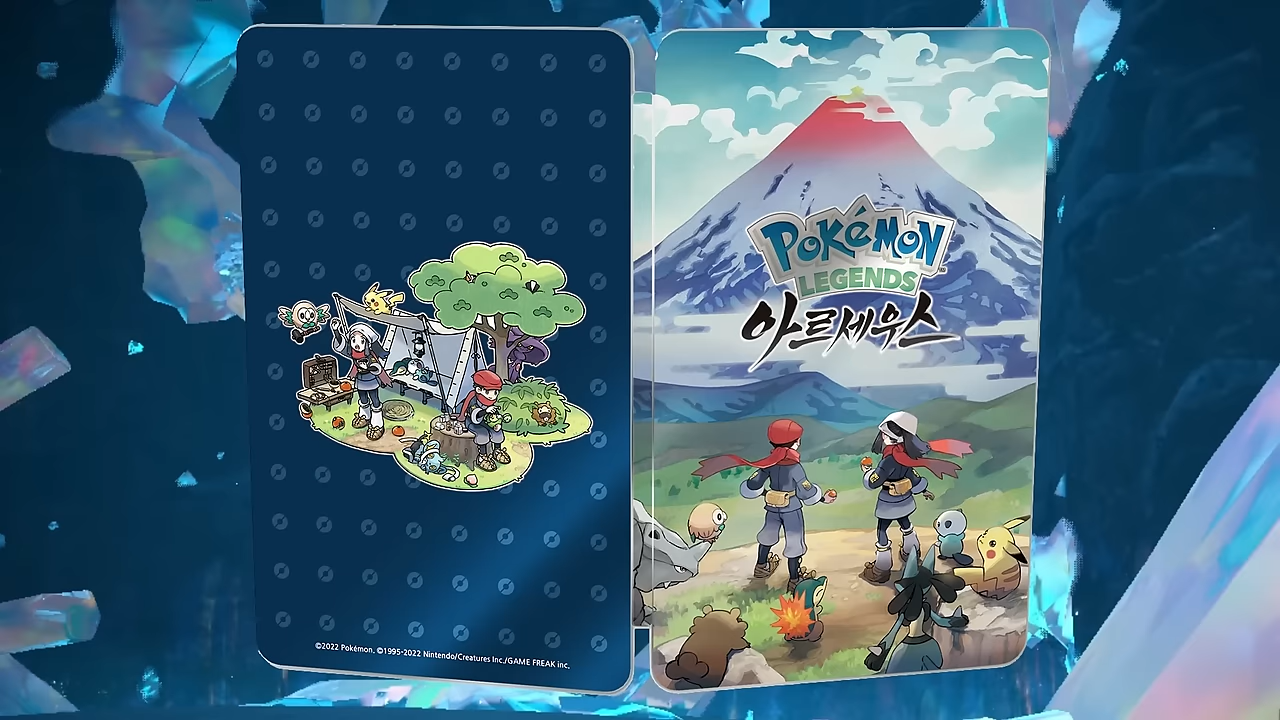 ©2022 Pokémon. ©1995-2022 Nintendo/Creatures Inc./GAME FREAK inc.
POKéMON
LEGENDS
아르세우스